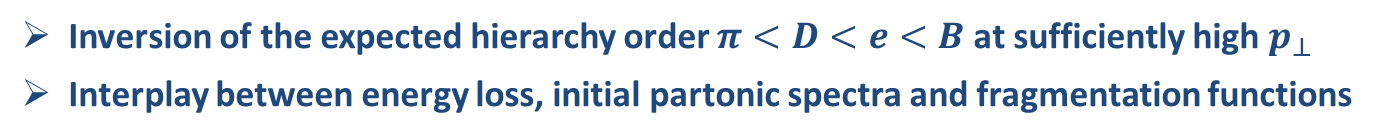 ➢ Inversion of the expected hierarchy order π < D < e < B at sufficiently high p⊥
➢ Interplay between energy loss, initial partonic spectra and fragmentation functions